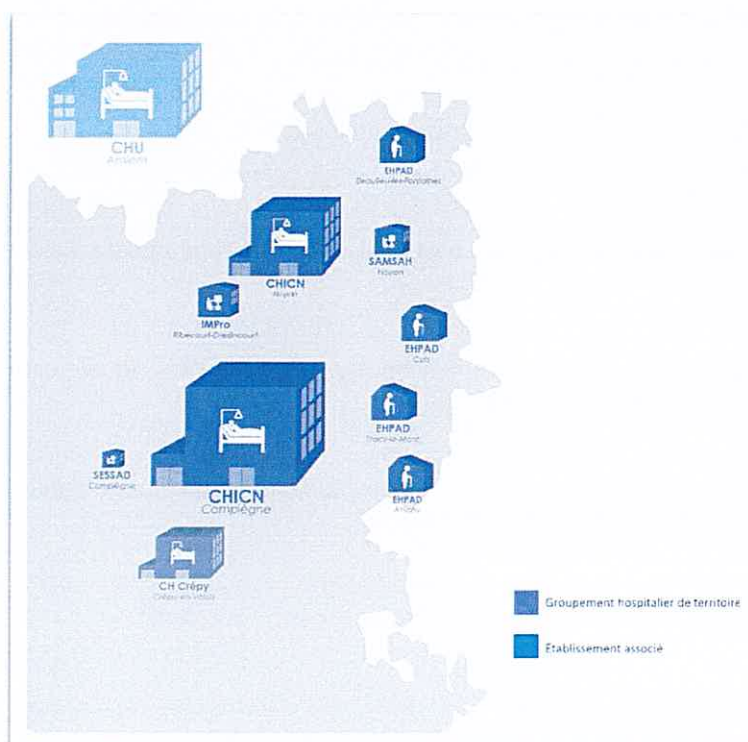 CHU
Amiens
EHPAD
Beaulieu-les-Fontaines
CHICN
Noyon
SAMSAH
Noyon
IMPro
Ribécourt-Dreslincourt
EHPAD
Cuts
EHPAD
Tracy-le-Mont
SESSAD
Compiègne
CHICN
Compiègne
EHPAD
CH Crépy
Crépy-en-Valois
Groupement hospitalier de territoire
Établissement associé